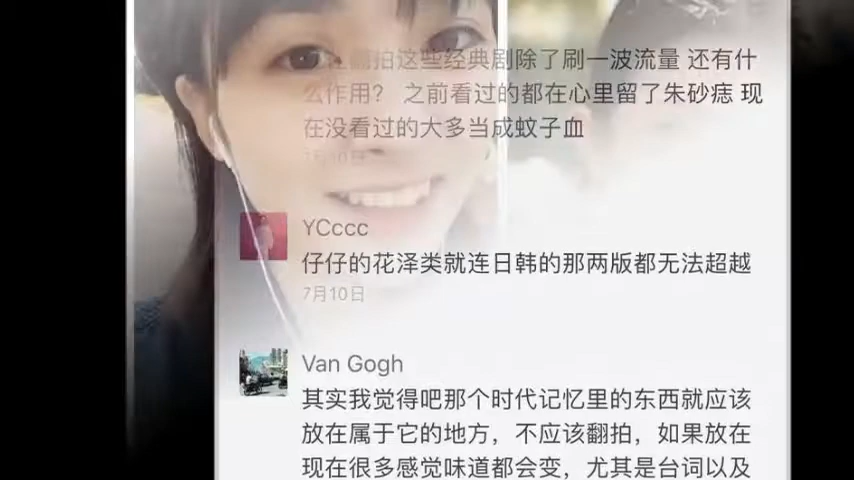 翻拍这些经典剧除了刷一波流量 还有什
么作用？ 之前看过的都在心里留了朱砂痣 现
在没看过的大多当成蚊子血
7月10日
YCccc
仔仔的花泽类就连日韩的那两版都无法超越
7月10日
Van Gogh
其实我觉得吧那个时代记忆里的东西就应该
放在属于它的地方，不应该翻拍，如果放在
现在很多感觉味道都会变，尤其是台词以及